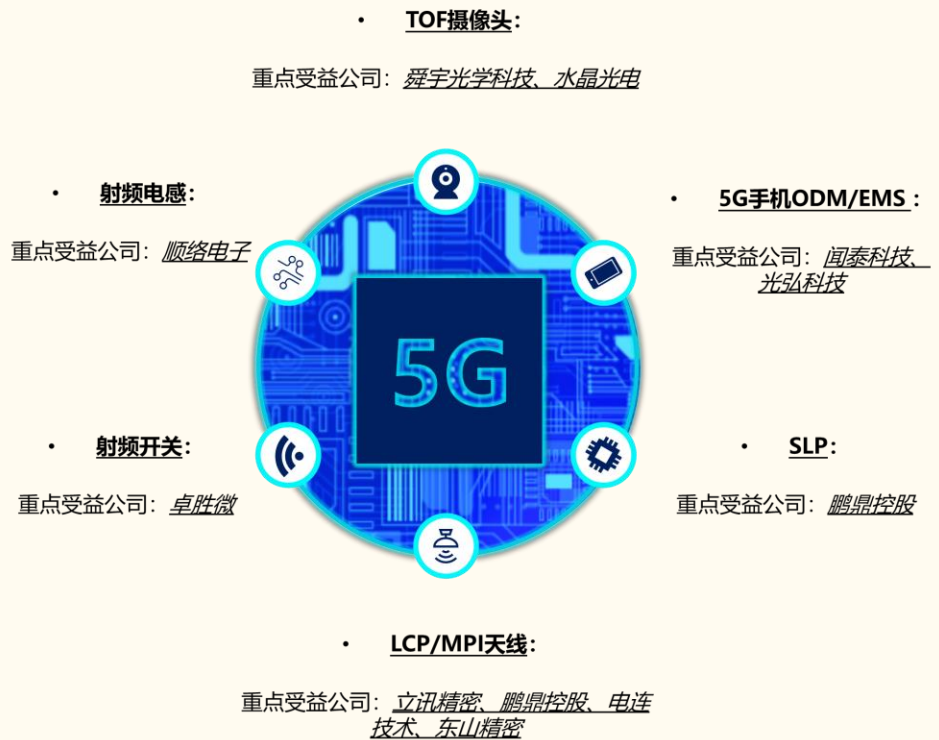 • TOF摄像头：
重点受益公司：舜宇光学科技、水晶光电
• 射频电感：
重点受益公司：顺络电子
• 5G手机ODM/EMS ：
重点受益公司：闻泰科技、
光弘科技
5G
• 射频开关：
重点受益公司：卓胜微
• SLP：
重点受益公司：鹏鼎控股
• LCP/MPI天线：
重点受益公司：立讯精密、鹏鼎控股、电连
技术、东山精密